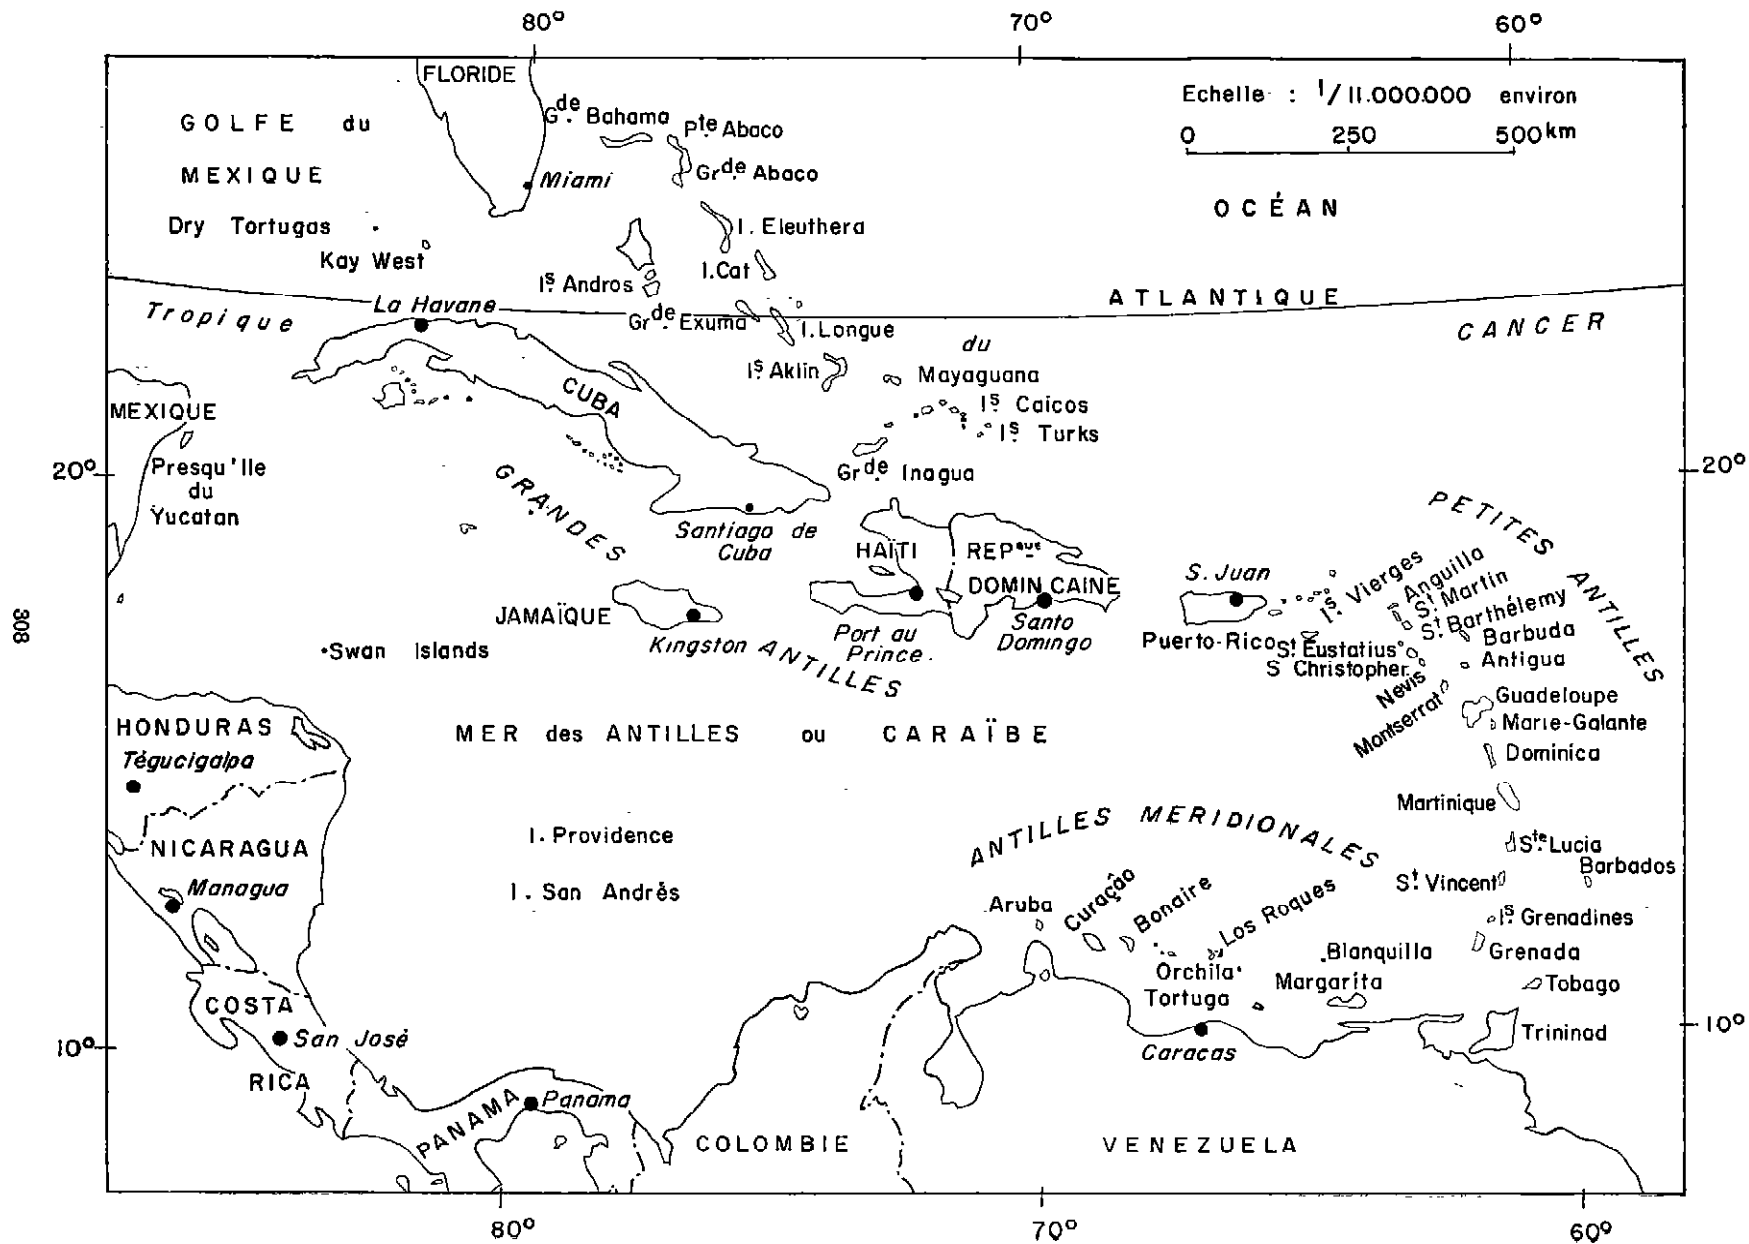 80° 70° 60°
FLORIDE
Echelle : 1/11.000.000 environ
0 250 500 km
GOLFE du
MEXIQUE
Gde. Bahama
Pte. Abaco
Grde. Abaco
Miami
OCÉAN
Dry Tortugas
Kay West
I. Eleuthera
I. Cat
Is. Andros
ATLANTIQUE
Tropique
La Havane
Grde. Exuma
I. Longue
CANCER
du
Is. Aklin
Mayaguana
MEXIQUE
CUBA
Is. Caicos
Is. Turks
20°
Presqu'Ile
du
Yucatan
Grde. Inagua
20°
GRANDES
PETITES ANTILLES
Santiago de
Cuba
HAÏTI
REPque
DOMINICAINE
S. Juan
Is. Vierges
Anguilla
St. Martin
St. Barthélemy
JAMAÏQUE
Kingston
Port au
Prince.
Santo
Domingo
Puerto-Rico
St. Eustatius
S Christopher.
Barbuda
Antigua
308
Swan Islands
ANTILLES
Nevis
Montserrat
Guadeloupe
Marie-Galante
Dominica
HONDURAS
Tégucigalpa
MER des ANTILLES ou CARAÏBE
Martinique
NICARAGUA
I. Providence
ANTILLES MERIDIONALES
Ste. Lucia
Barbados
St. Vincent
Managua
I. San Andrés
Aruba
Curaçâo
Bonaire
Los Roques
Is Grenadines
Grenada
Blanquilla
Orchila
Tortuga
Margarita
Tobago
COSTA
RICA
San José
Trininad
10°
Caracas
10°
PANAMA
Panama
COLOMBIE
VENEZUELA
80° 70° 60°